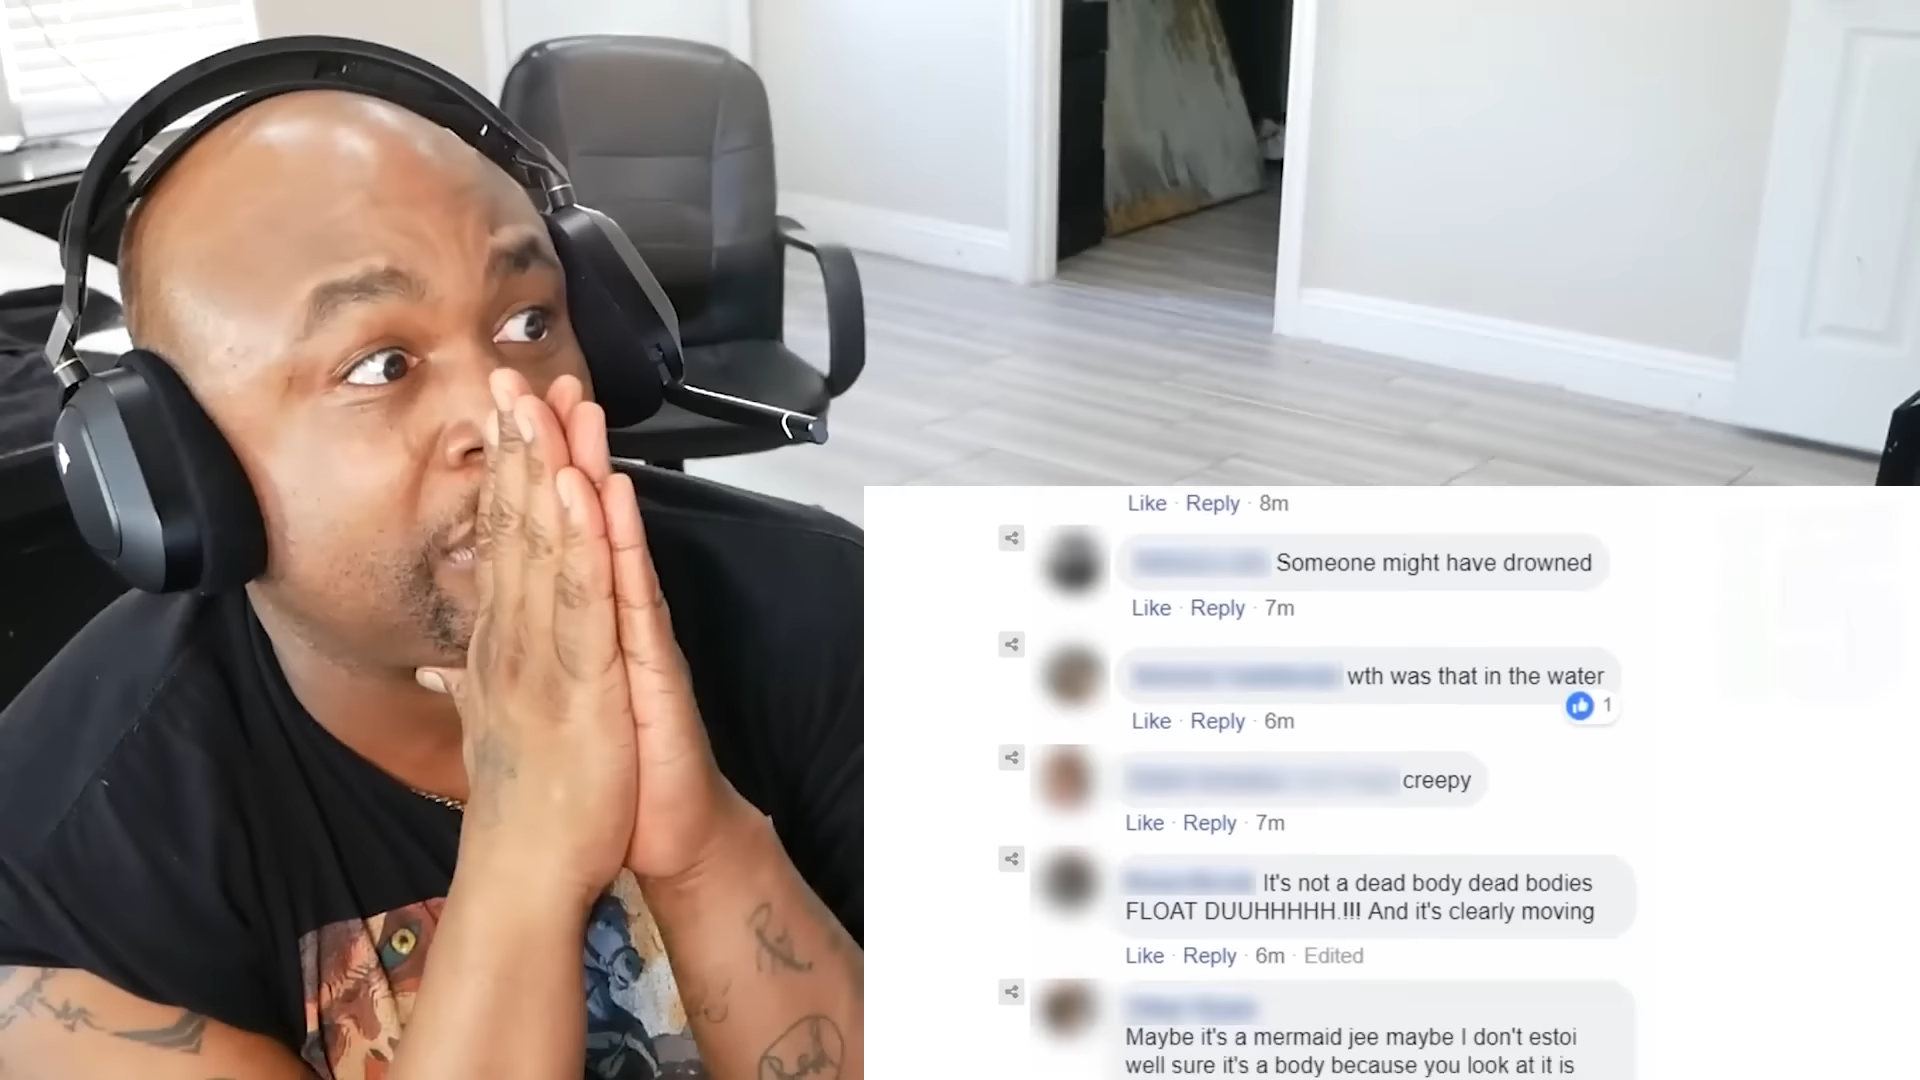 Like · Reply · 8m
Someone might have drowned
Like · Reply · 7m
wth was that in the water
1
Like · Reply · 6m
creepy
Like · Reply · 7m
It's not a dead body dead bodies
FLOAT DUUHHHHH.!!! And it's clearly moving
Like · Reply · 6m · Edited
Maybe it's a mermaid jee maybe I don't estoi
well sure it's a body because you look at it is